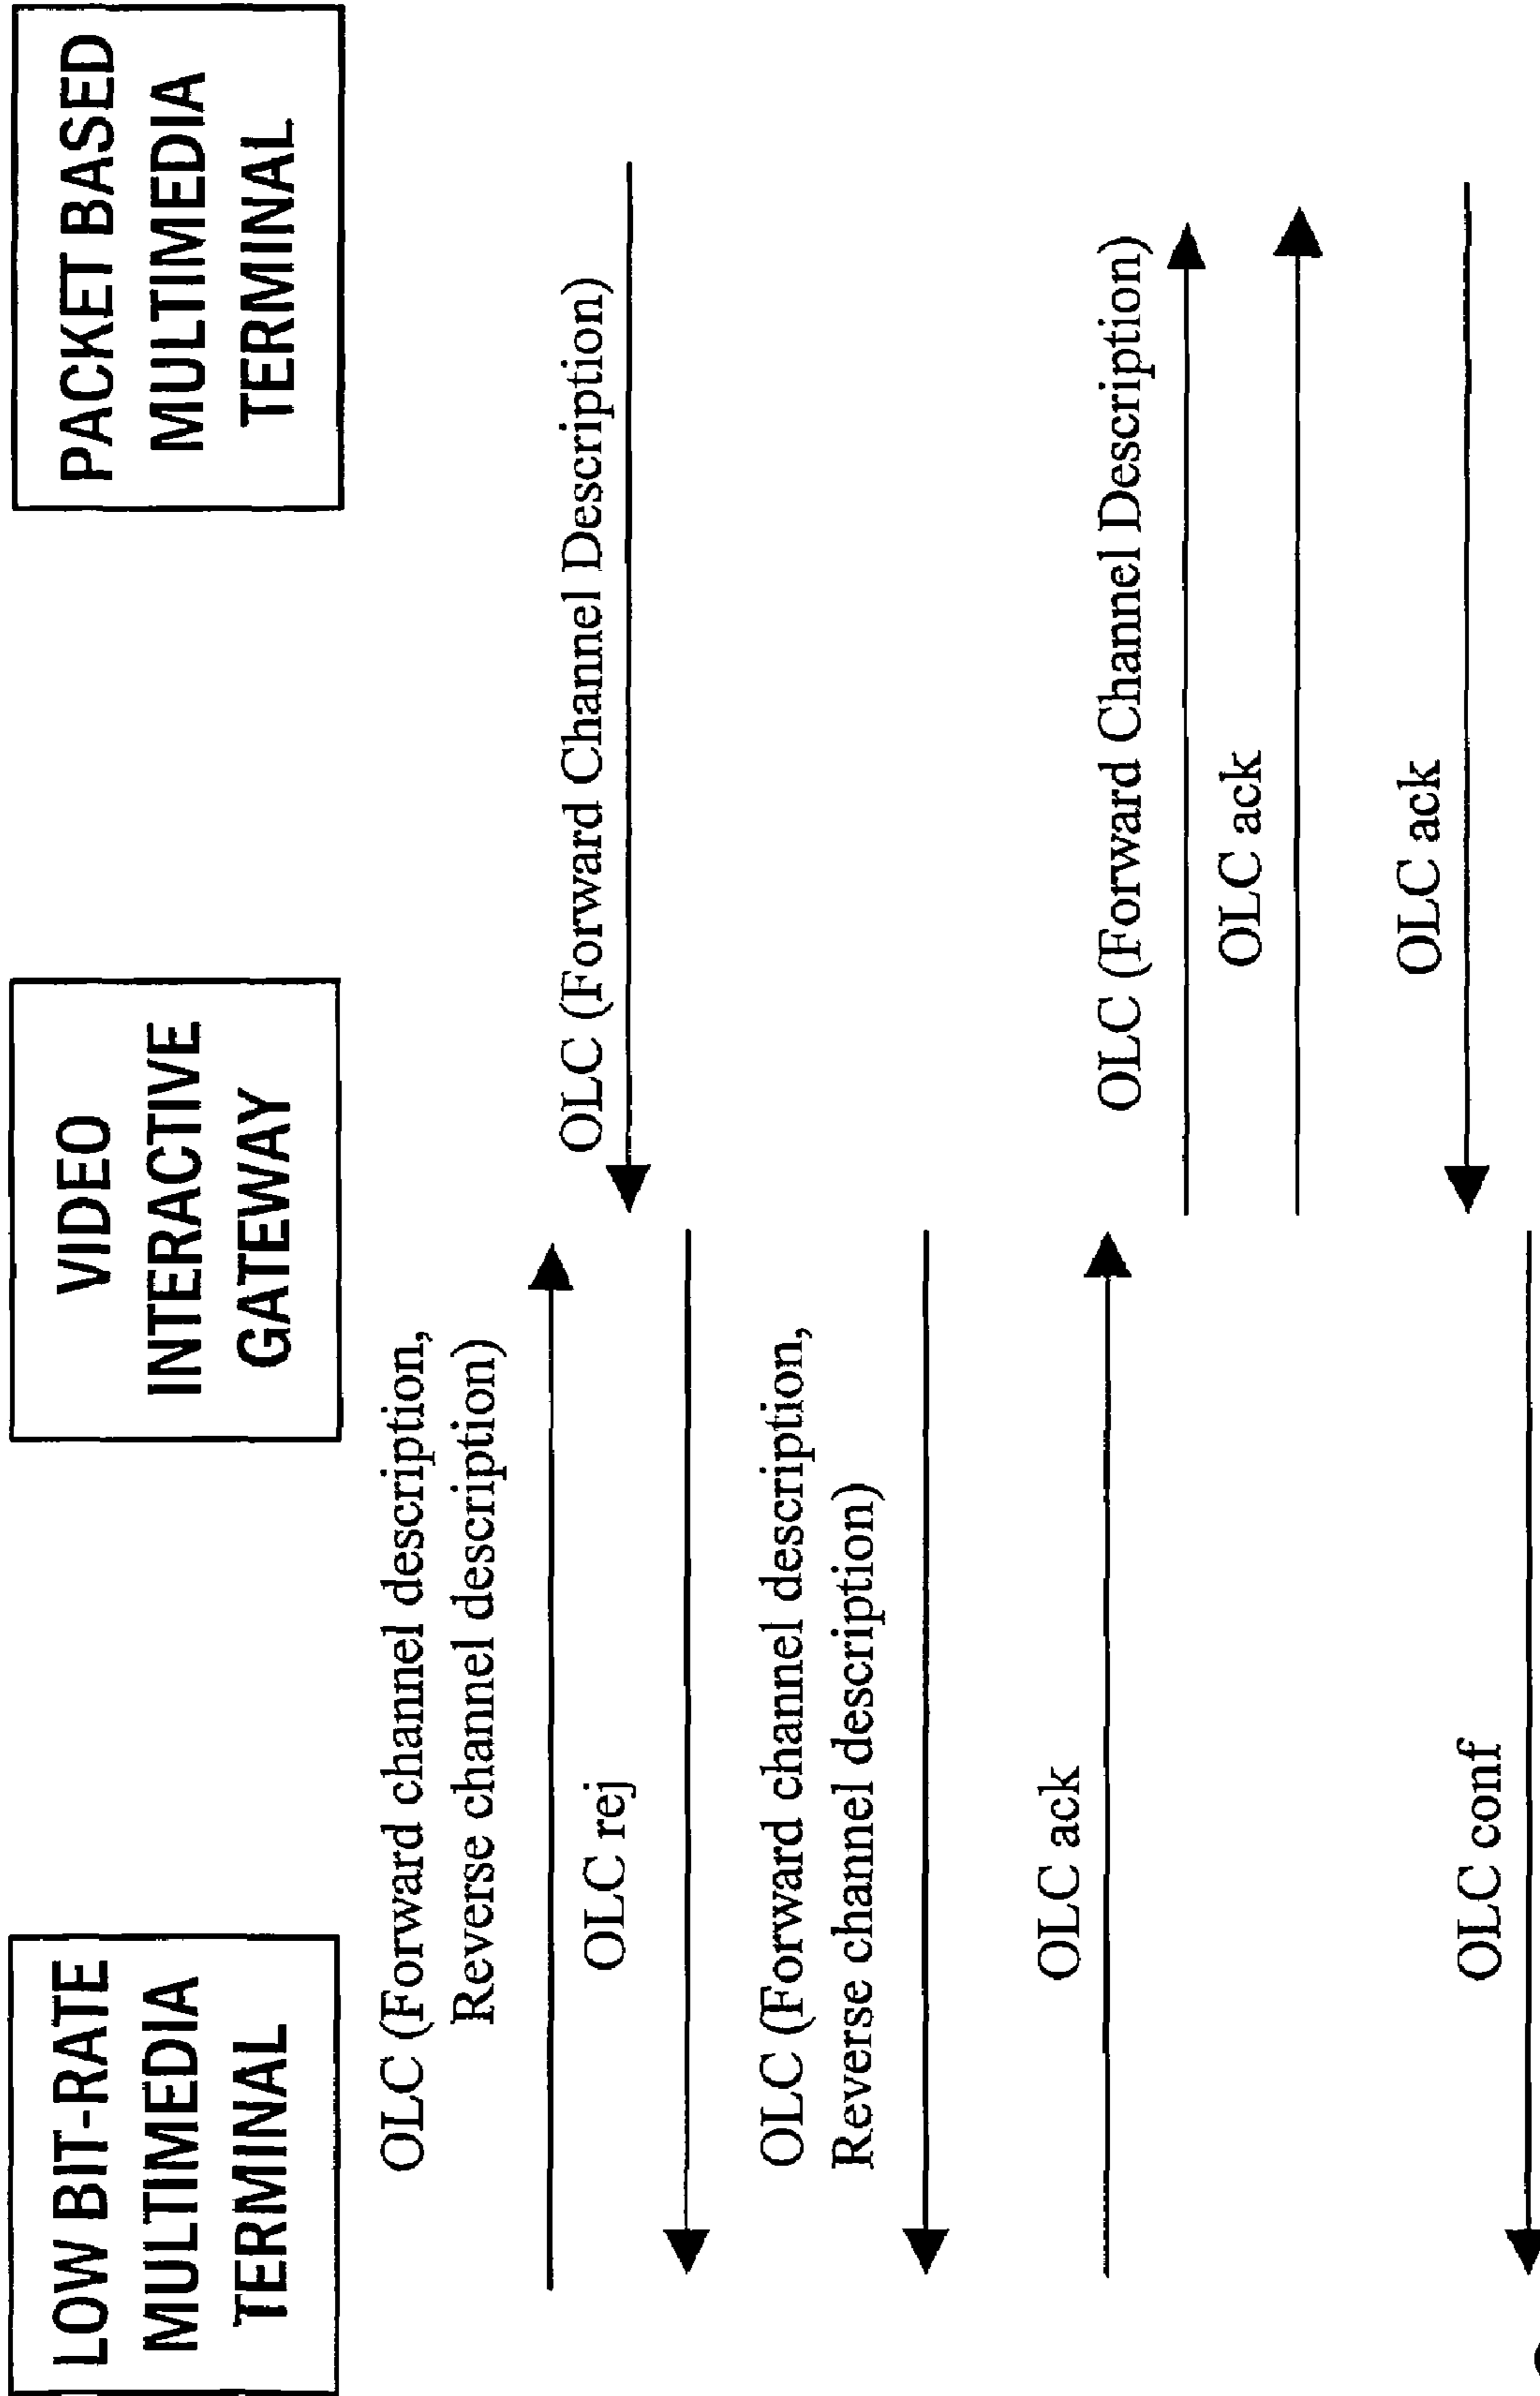 LOW BIT-RATE
MULTIMEDIA
TERMINAL
VIDEO
INTERACTIVE
GATEWAY
PACKET BASED
MULTIMEDIA
TERMINAL
OLC (Forward channel description,
Reverse channel description)
OLC (Forward Channel Description)
OLC rej
OLC (Forward channel description,
Reverse channel description)
OLC ack
OLC (Forward Channel Description)
OLC ack
OLC ack
OLC conf